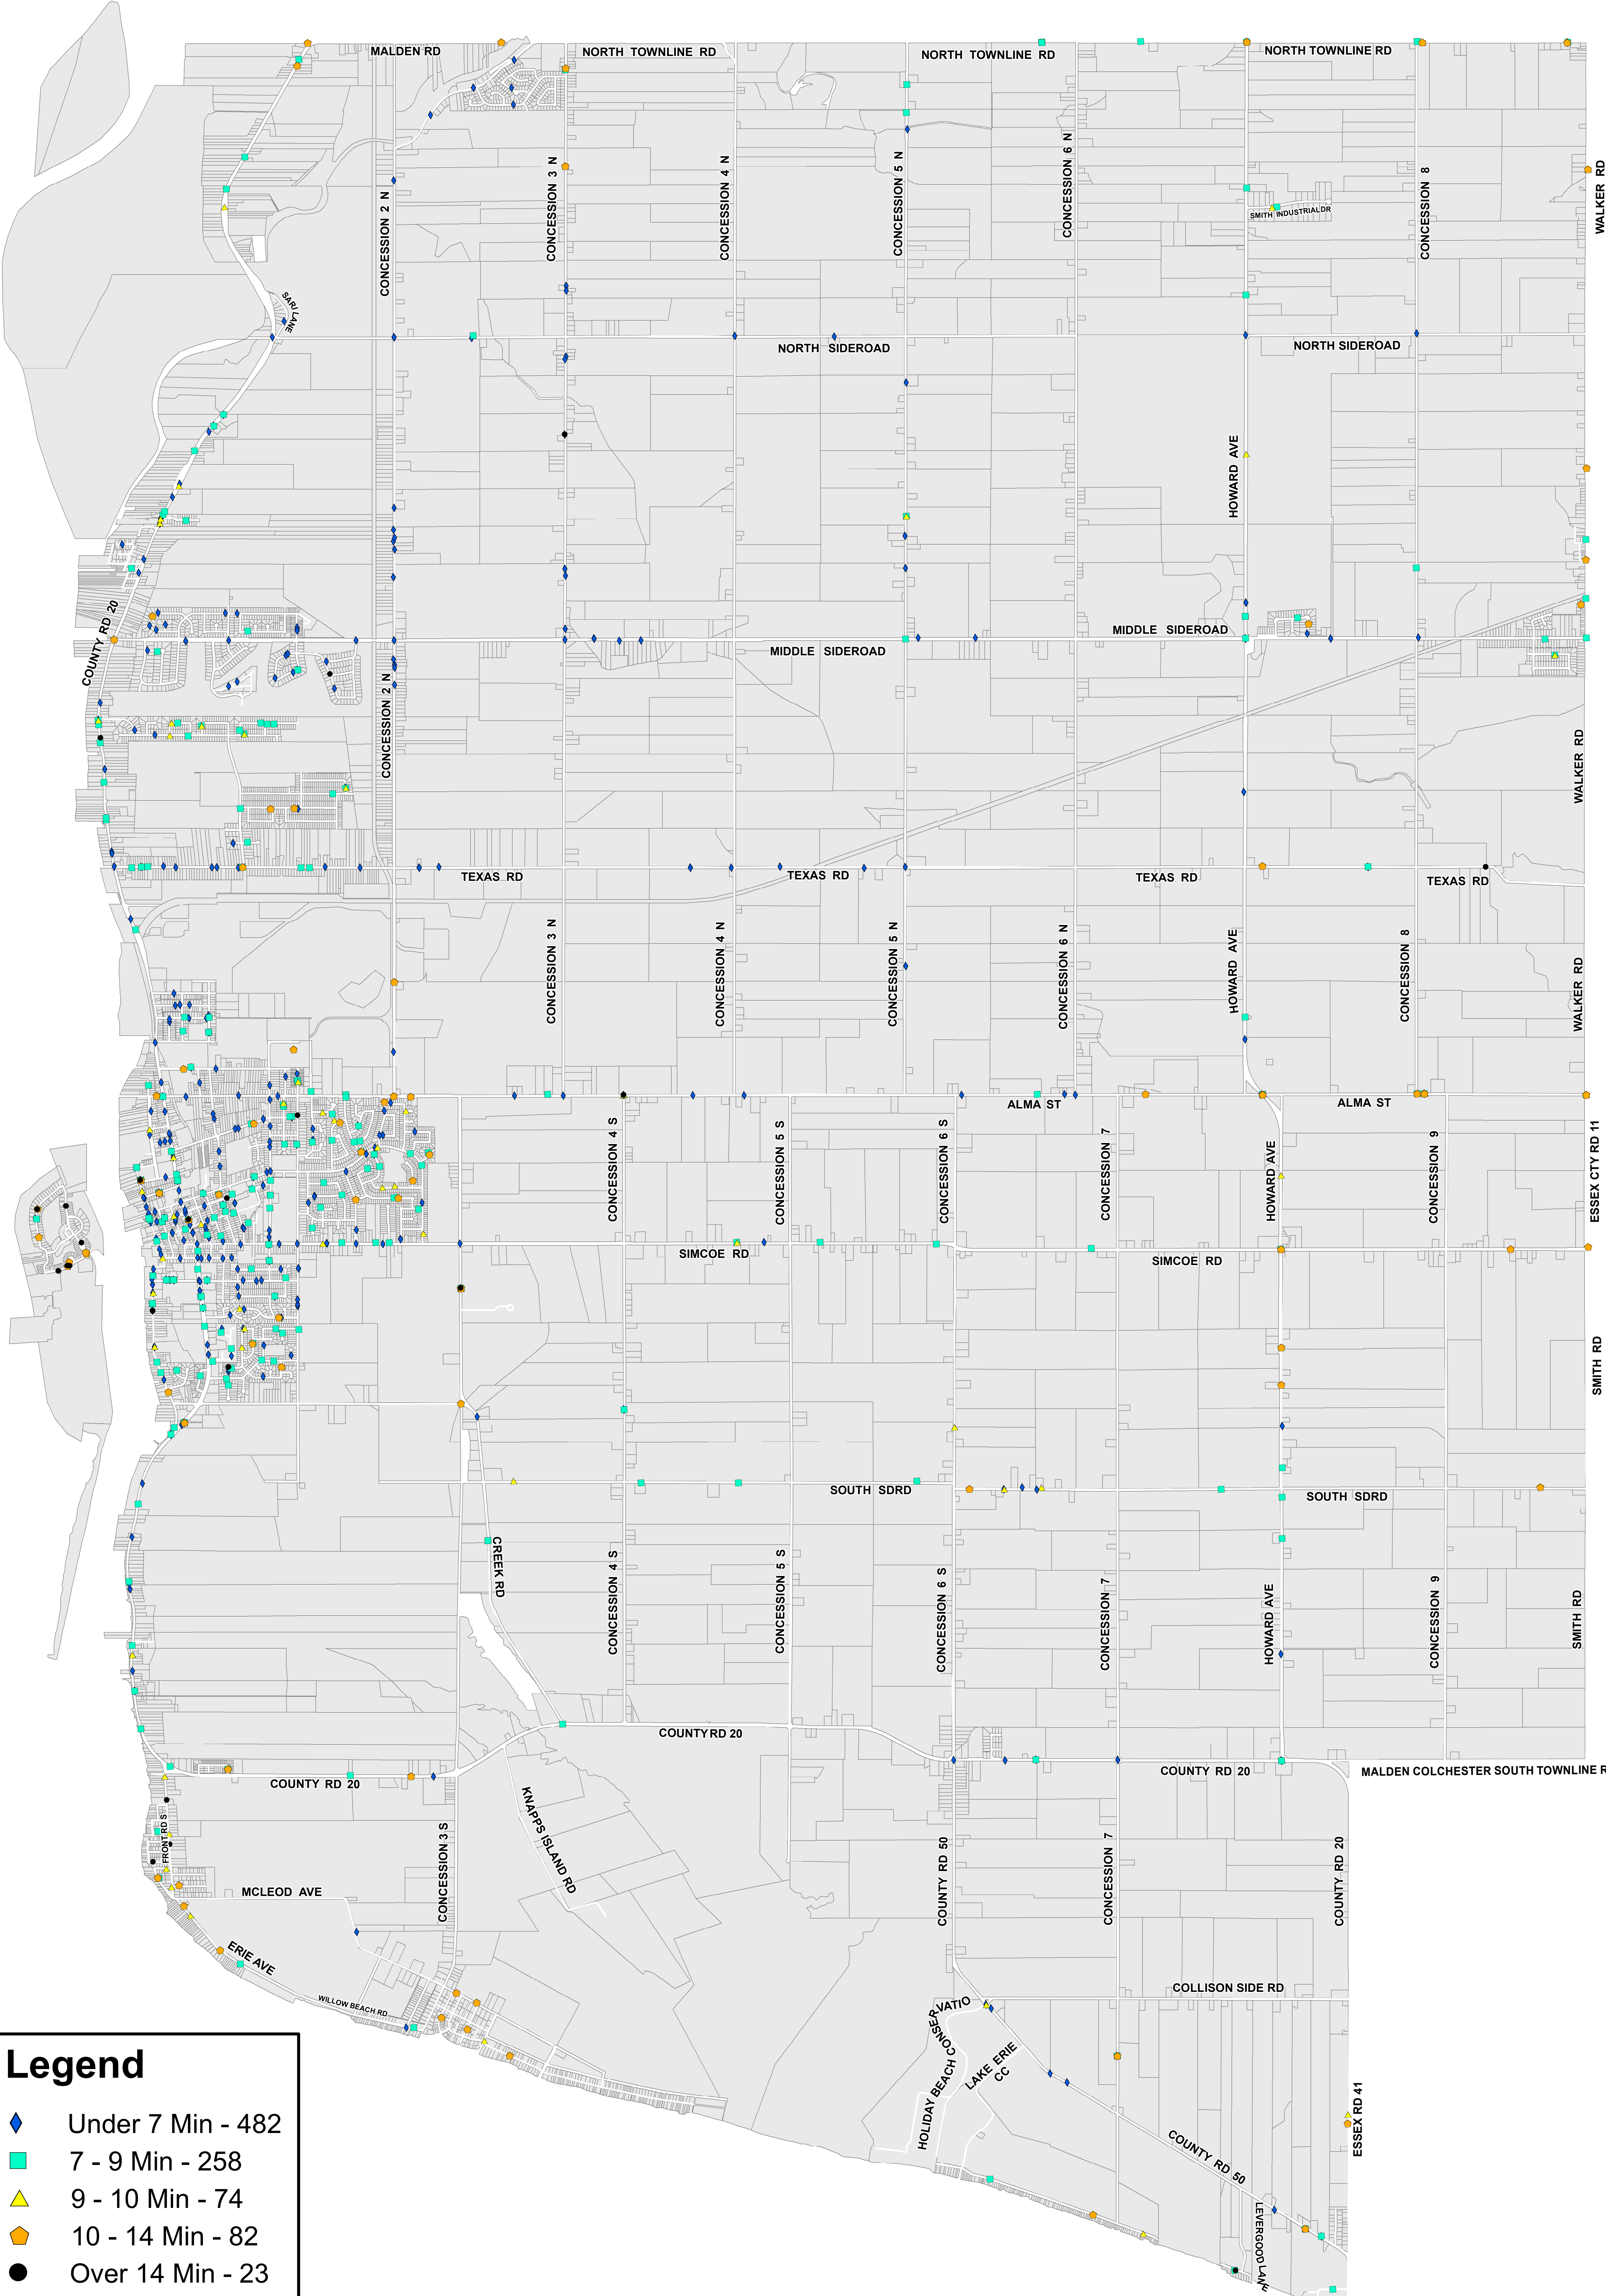 MALDEN RD
NORTH TOWNLINE RD
NORTH TOWNLINE RD
NORTH TOWNLINE RD
CONCESSION 2 N
CONCESSION 3 N
CONCESSION 4 N
CONCESSION 5 N
CONCESSION 6 N
SMITH INDUSTRIAL DR
CONCESSION 8
WALKER RD
SARI LANE
NORTH SIDEROAD
NORTH SIDEROAD
HOWARD AVE
COUNTY RD 20
MIDDLE SIDEROAD
MIDDLE SIDEROAD
CONCESSION 2 N
WALKER RD
TEXAS RD
TEXAS RD
TEXAS RD
TEXAS RD
CONCESSION 3 N
CONCESSION 4 N
CONCESSION 5 N
CONCESSION 6 N
HOWARD AVE
CONCESSION 8
WALKER RD
ALMA ST
ALMA ST
CONCESSION 4 S
CONCESSION 5 S
CONCESSION 6 S
CONCESSION 7
HOWARD AVE
CONCESSION 9
ESSEX CTY RD 11
SIMCOE RD
SIMCOE RD
SMITH RD
SOUTH SDRD
SOUTH SDRD
CREEK RD
CONCESSION 4 S
CONCESSION 5 S
CONCESSION 6 S
CONCESSION 7
HOWARD AVE
CONCESSION 9
SMITH RD
COUNTY RD 20
COUNTY RD 20
COUNTY RD 20
MALDEN COLCHESTER SOUTH TOWNLINE R
FRONT RD S
CONCESSION 3 S
KNAPPS ISLAND RD
COUNTY RD 50
CONCESSION 7
COUNTY RD 20
MCLEOD AVE
ERIE AVE
WILLOW BEACH RD
COLLISON SIDE RD
HOLIDAY BEACH CONSERVATIO
LAKE ERIE
CC
ESSEX RD 41
COUNTY RD 50
LEVERGOOD LANE
Legend
Under 7 Min - 482
7 - 9 Min - 258
9 - 10 Min - 74
10 - 14 Min - 82
Over 14 Min - 23